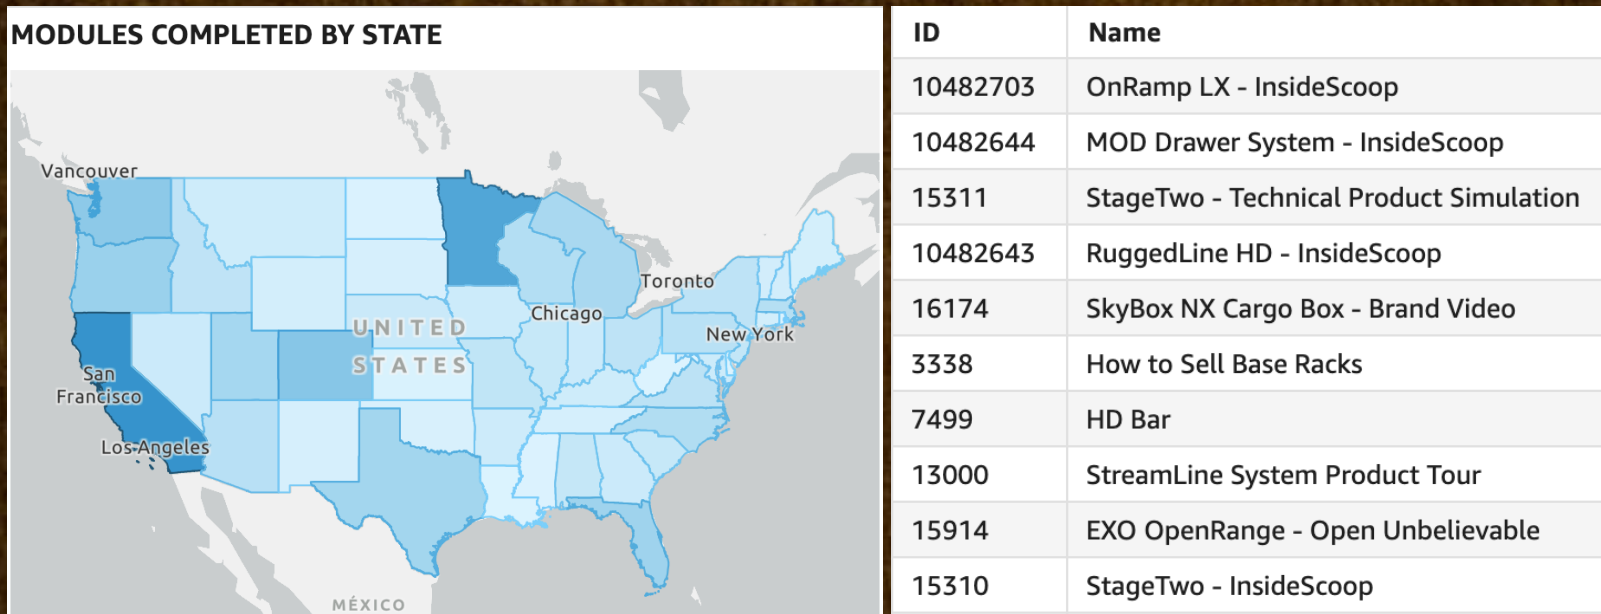 MODULES COMPLETED BY STATE
Vancouver
Toronto
Chicago
New York
UNITED
STATES
San
Francisco
Los Angeles
MÉXICO
ID Name
10482703 OnRamp LX - InsideScoop
10482644 MOD Drawer System - InsideScoop
15311 StageTwo - Technical Product Simulation
10482643 RuggedLine HD - InsideScoop
16174 SkyBox NX Cargo Box - Brand Video
3338 How to Sell Base Racks
7499 HD Bar
13000 StreamLine System Product Tour
15914 EXO OpenRange - Open Unbelievable
15310 StageTwo - InsideScoop